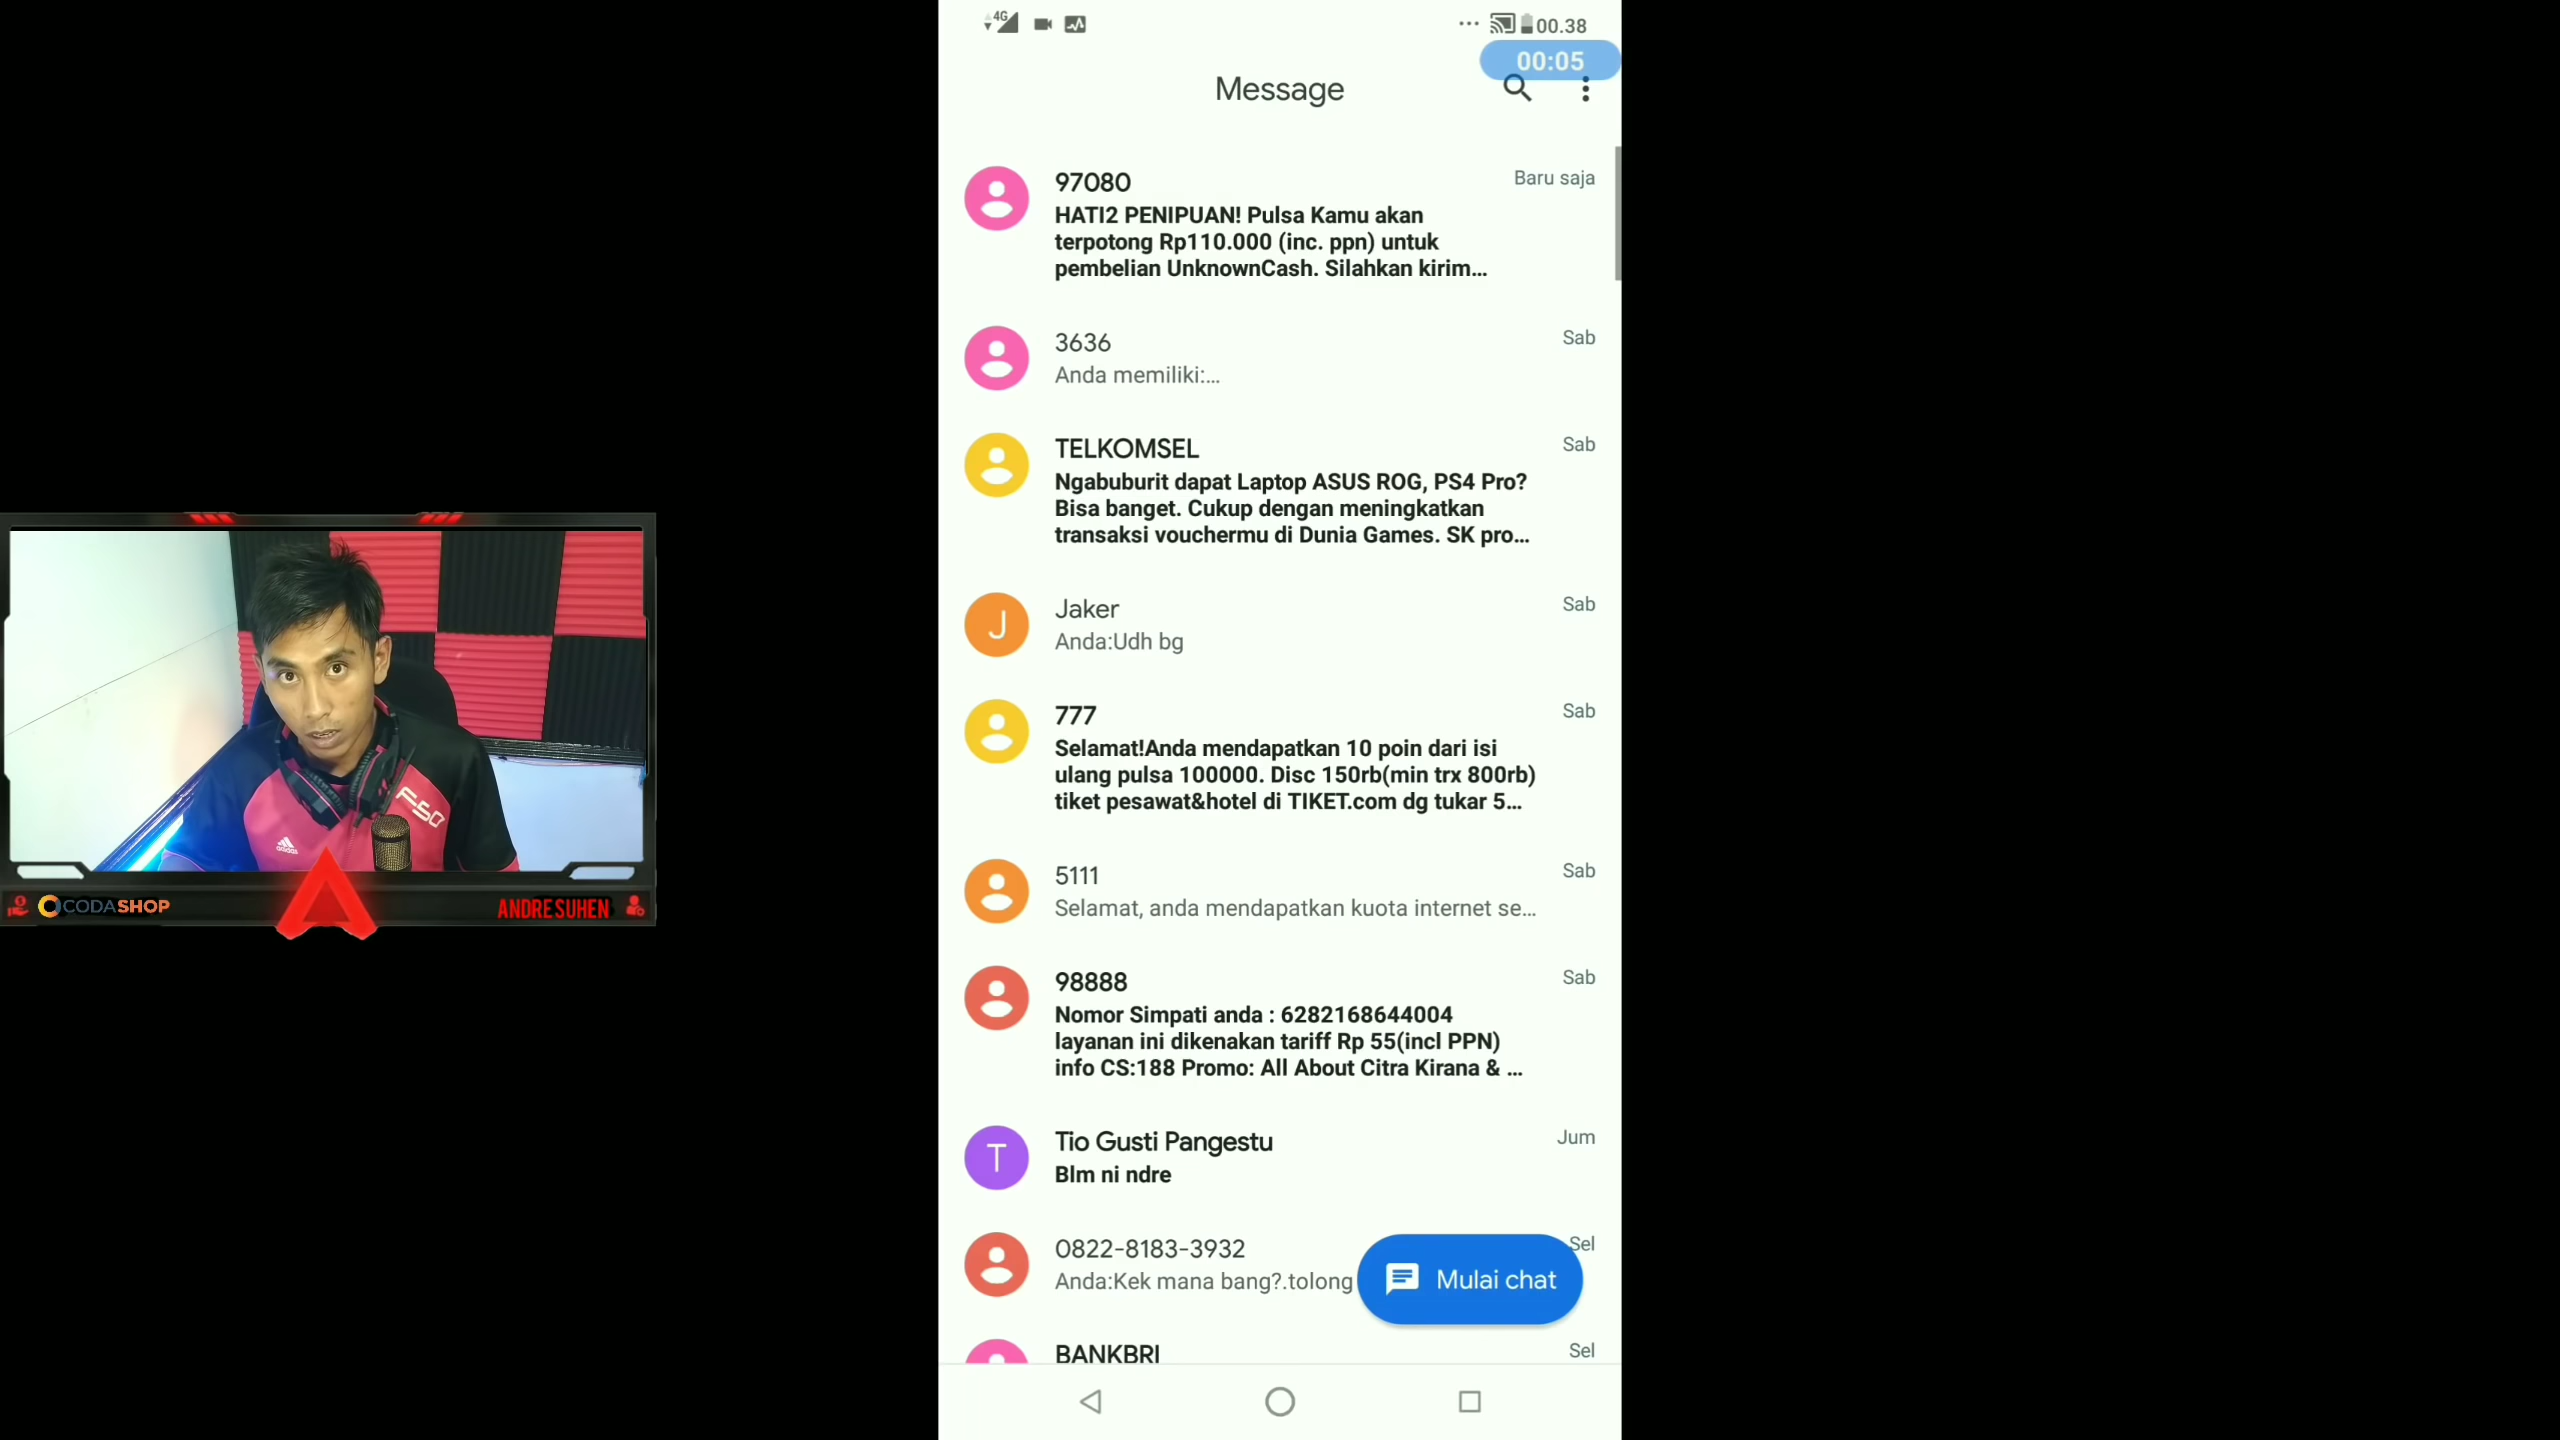 4G
00.38
00:05
Message
97080
Baru saja
HATI2 PENIPUAN! Pulsa Kamu akan
terpotong Rp110.000 (inc. ppn) untuk
pembelian UnknownCash. Silahkan kirim...
3636
Sab
Anda memiliki:...
TELKOMSEL
Sab
Ngabuburit dapat Laptop ASUS ROG, PS4 Pro?
Bisa banget. Cukup dengan meningkatkan
transaksi vouchermu di Dunia Games. SK pro...
J
Jaker
Sab
Anda:Udh bg
777
Sab
Selamat!Anda mendapatkan 10 poin dari isi
ulang pulsa 100000. Disc 150rb(min trx 800rb)
tiket pesawat&hotel di TIKET.com dg tukar 5...
5111
Sab
Selamat, anda mendapatkan kuota internet se...
98888
Sab
Nomor Simpati anda : 6282168644004
layanan ini dikenakan tariff Rp 55(incl PPN)
info CS:188 Promo: All About Citra Kirana & ...
T
Tio Gusti Pangestu
Jum
Blm ni ndre
0822-8183-3932
Sel
Anda:Kek mana bang?.tolong
Mulai chat
BANKBRI
Sel
F50
adidas
CODASHOP
ANDRE SUHEN